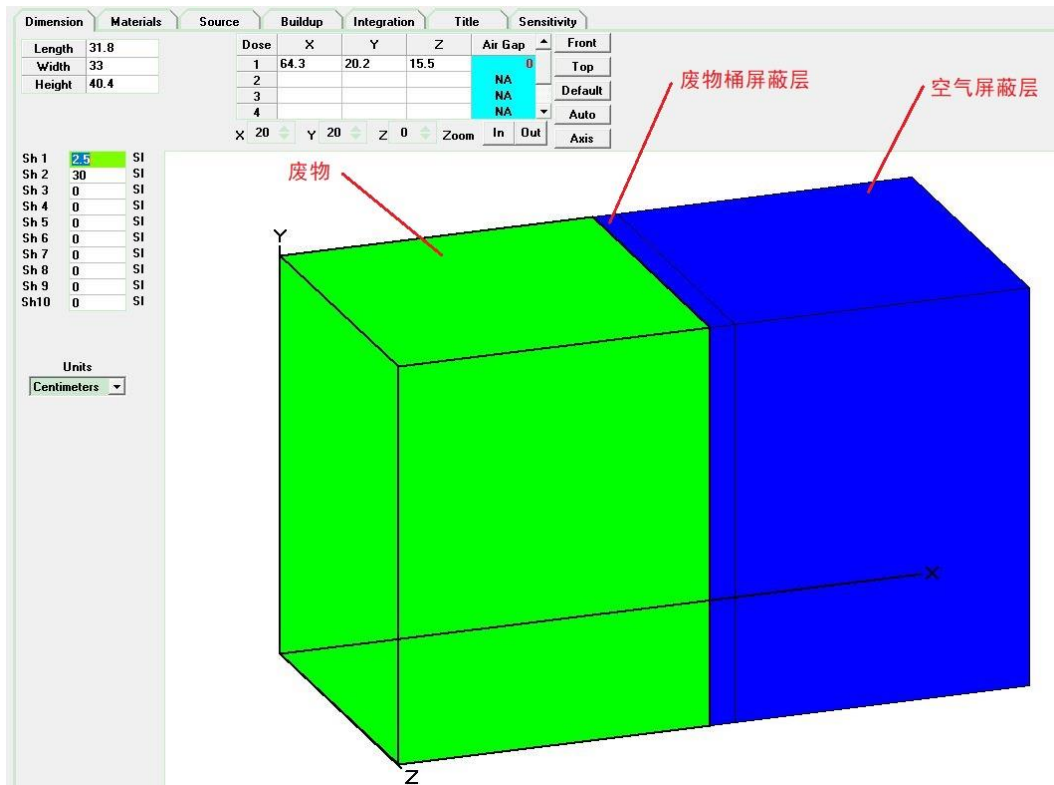 Dimension Materials Source Buildup Integration Title Sensitivity
Length 31.8
Width 33
Height 40.4
Dose X Y Z Air Gap
1 64.3 20.2 15.5 0
2 NA
3 NA
4 NA
Front
Top
Default
Auto
Axis
X 20 Y 20 Z 0 Zoom In Out
Sh 1 2.5 SI
Sh 2 30 SI
Sh 3 0 SI
Sh 4 0 SI
Sh 5 0 SI
Sh 6 0 SI
Sh 7 0 SI
Sh 8 0 SI
Sh 9 0 SI
Sh10 0 SI
Units
Centimeters
废物
废物桶屏蔽层
空气屏蔽层
Y
X
Z